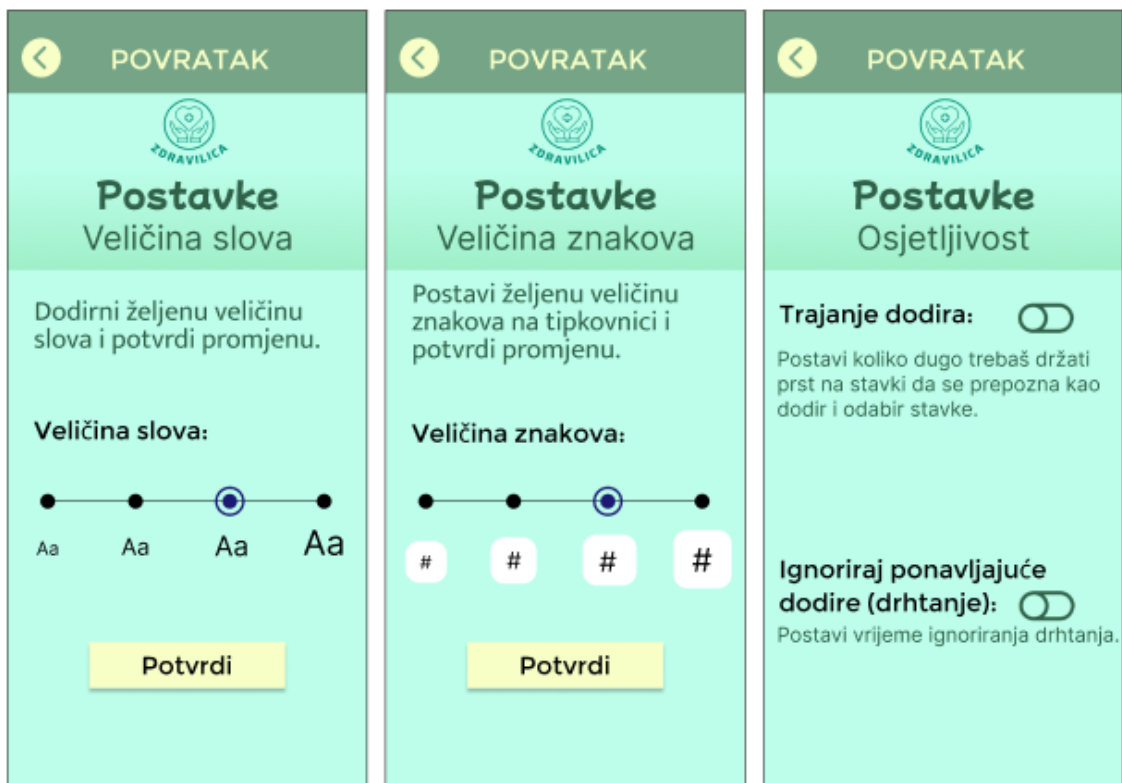 POVRATAK
ZDRAVILICA
Postavke
Veličina slova
Dodirni željenu veličinu
slova i potvrdi promjenu.
Veličina slova:
Aa Aa Aa Aa
Potvrdi
POVRATAK
ZDRAVILICA
Postavke
Veličina znakova
Postavi željenu veličinu
znakova na tipkovnici i
potvrdi promjenu.
Veličina znakova:
# # # #
Potvrdi
POVRATAK
ZDRAVILICA
Postavke
Osjetljivost
Trajanje dodira:
Postavi koliko dugo trebaš držati
prst na stavki da se prepozna kao
dodir i odabir stavke.
Ignoriraj ponavljajuće
dodire (drhtanje):
Postavi vrijeme ignoriranja drhtanja.